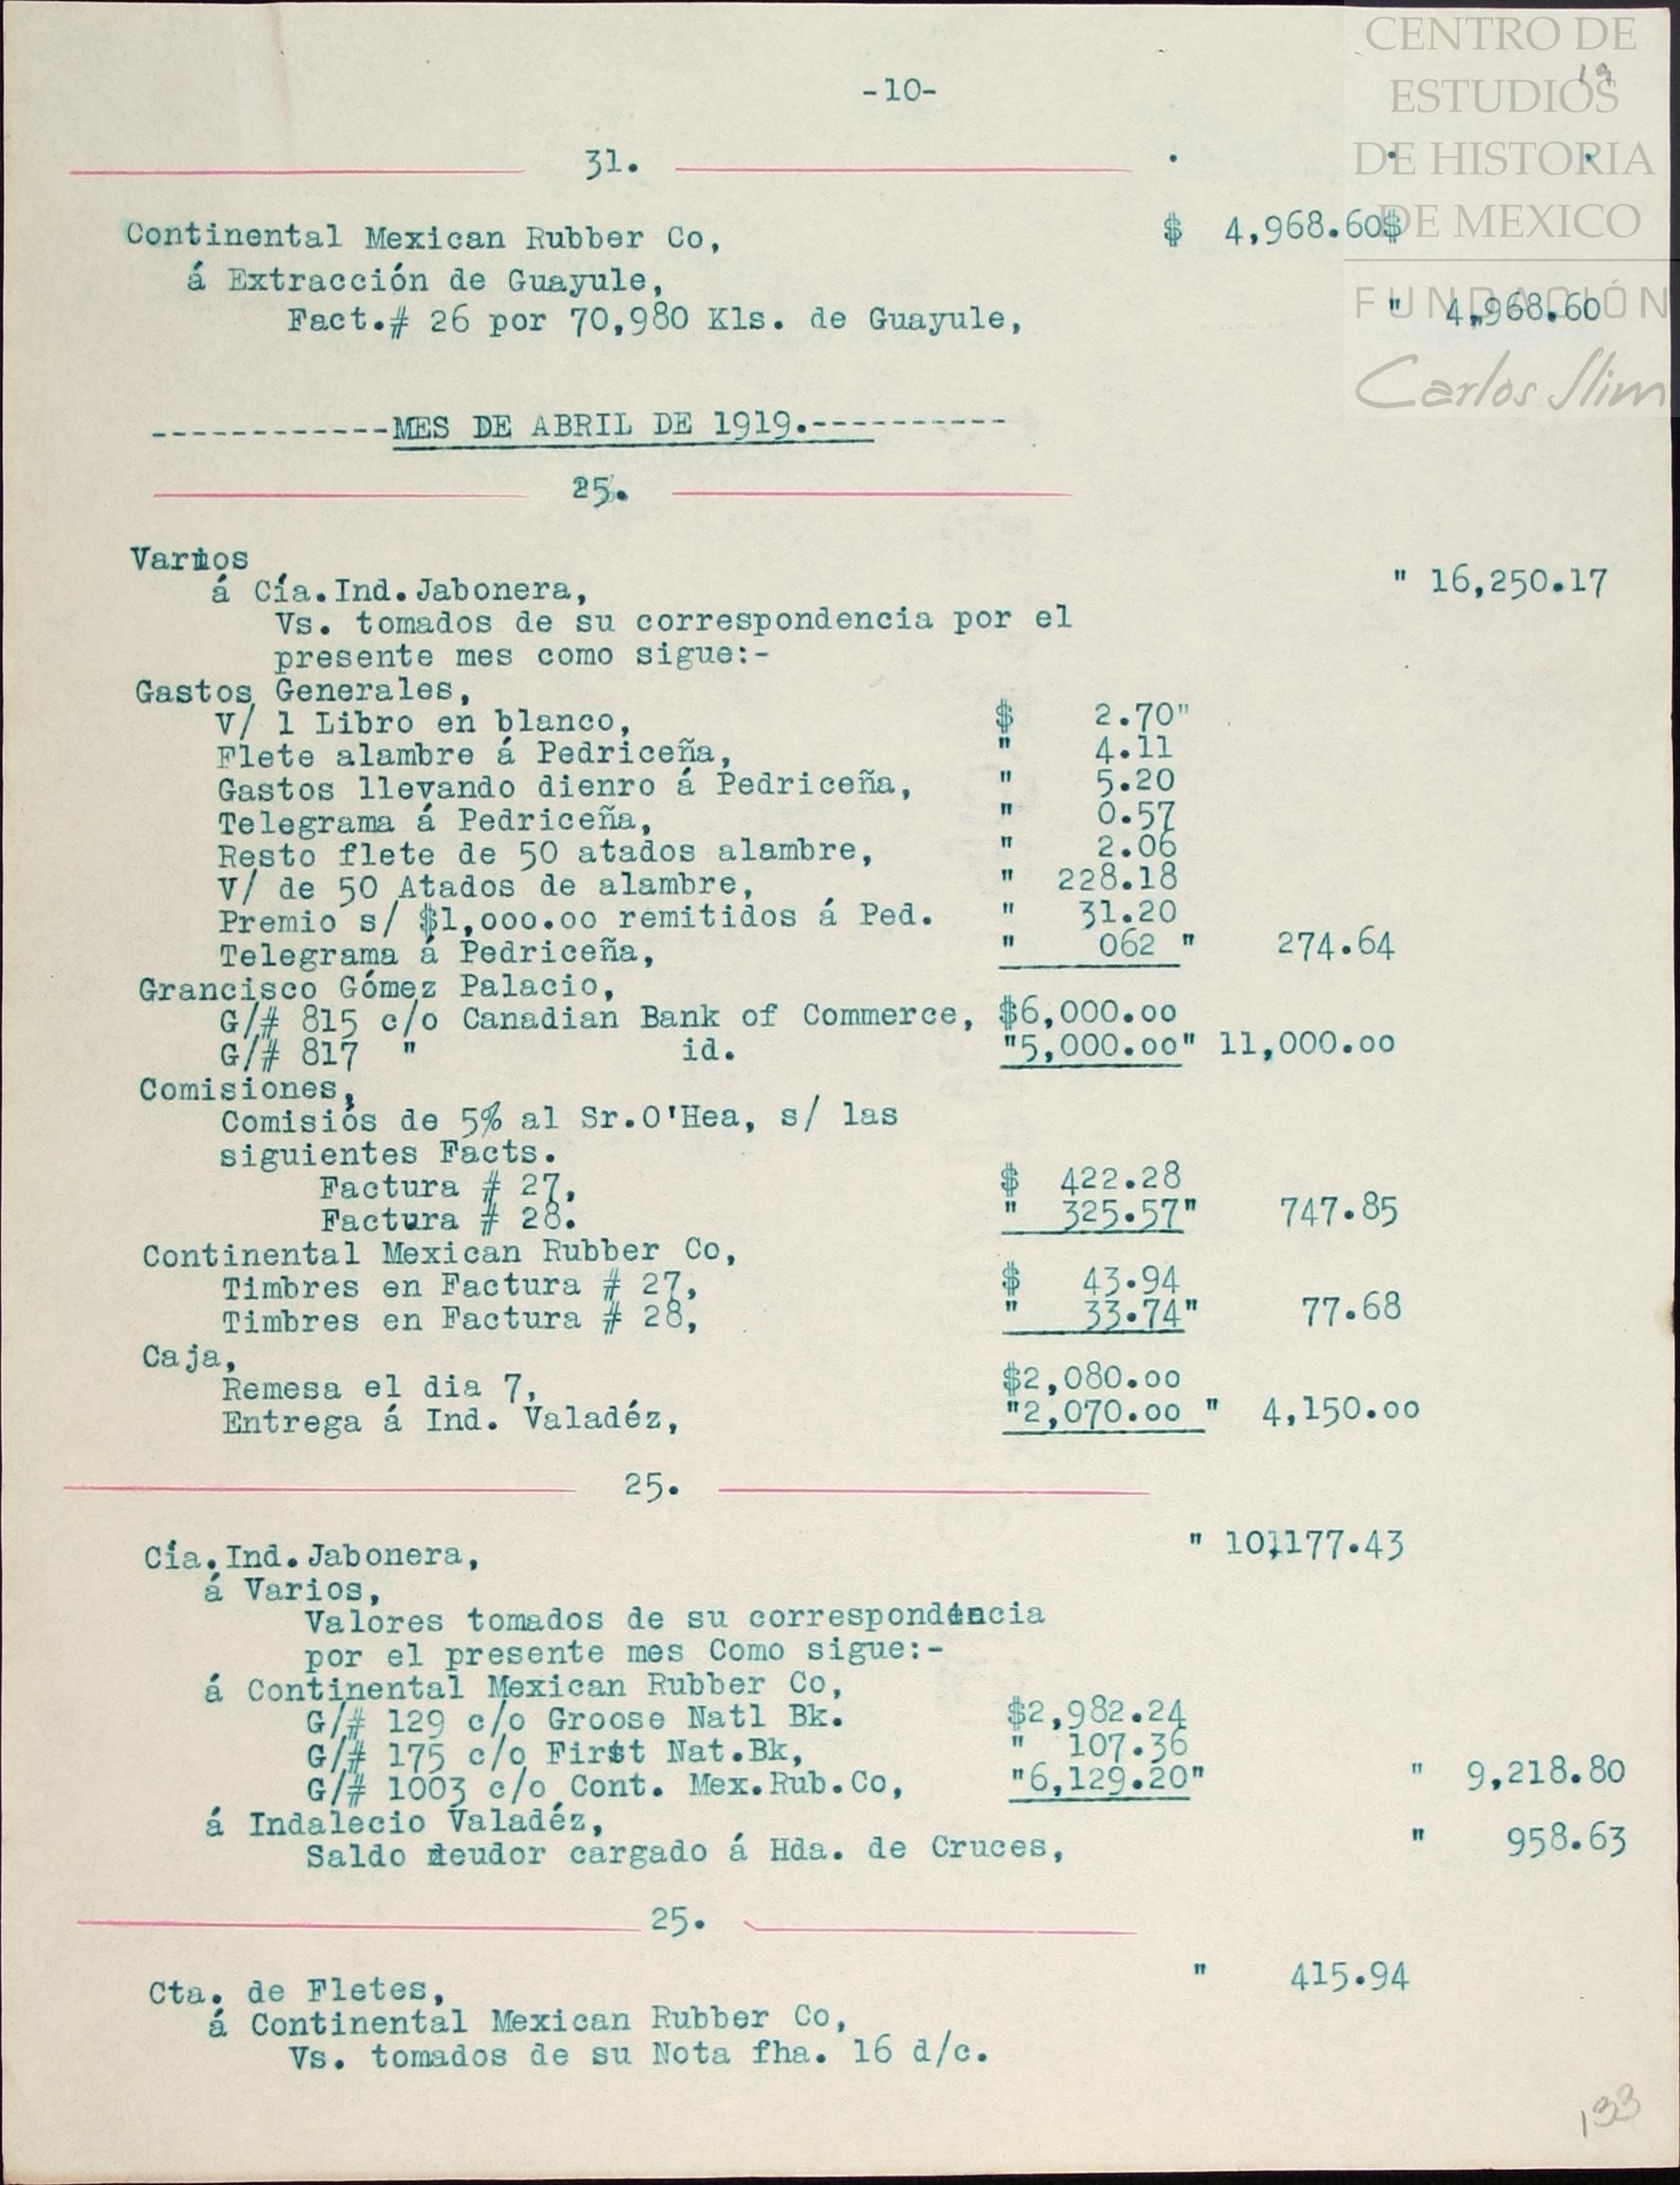 CENTRO DE
ESTUDIOS
DE HISTORIA
DE MEXICO
FUNDACIÓN
Carlos Slim
19
-10-
31.
Continental Mexican Rubber Co, $ 4,968.60$
á Extracción de Guayule,
Fact.# 26 por 70,980 Kls. de Guayule, " 4,968.60
------------MES DE ABRIL DE 1919.----------
25.
Varios
á Cía.Ind.Jabonera, " 16,250.17
Vs. tomados de su correspondencia por el
presente mes como sigue:-
Gastos Generales,
V/ 1 Libro en blanco, $ 2.70"
Flete alambre á Pedriceña, " 4.11
Gastos llevando dienro á Pedriceña, " 5.20
Telegrama á Pedriceña, " 0.57
Resto flete de 50 atados alambre, " 2.06
V/ de 50 Atados de alambre, " 228.18
Premio s/ $1,000.00 remitidos á Ped. " 31.20
Telegrama á Pedriceña, " 062 " 274.64
Grancisco Gómez Palacio,
G/# 815 c/o Canadian Bank of Commerce, $6,000.00
G/# 817 " id. "5,000.00" 11,000.00
Comisiones,
Comisiós de 5% al Sr.O'Hea, s/ las
siguientes Facts.
Factura # 27, $ 422.28
Factura # 28. " 325.57" 747.85
Continental Mexican Rubber Co,
Timbres en Factura # 27, $ 43.94
Timbres en Factura # 28, " 33.74" 77.68
Caja,
Remesa el dia 7, $2,080.00
Entrega á Ind. Valadéz, "2,070.00 " 4,150.00
25.
Cía.Ind.Jabonera, " 10,177.43
á Varios,
Valores tomados de su correspondencia
por el presente mes Como sigue:-
á Continental Mexican Rubber Co,
G/# 129 c/o Groose Natl Bk. $2,982.24
G/# 175 c/o First Nat.Bk, " 107.36
G/# 1003 c/o Cont. Mex.Rub.Co, "6,129.20" " 9,218.80
á Indalecio Valadéz,
Saldo deudor cargado á Hda. de Cruces, " 958.63
25.
Cta. de Fletes, " 415.94
á Continental Mexican Rubber Co,
Vs. tomados de su Nota fha. 16 d/c.
133